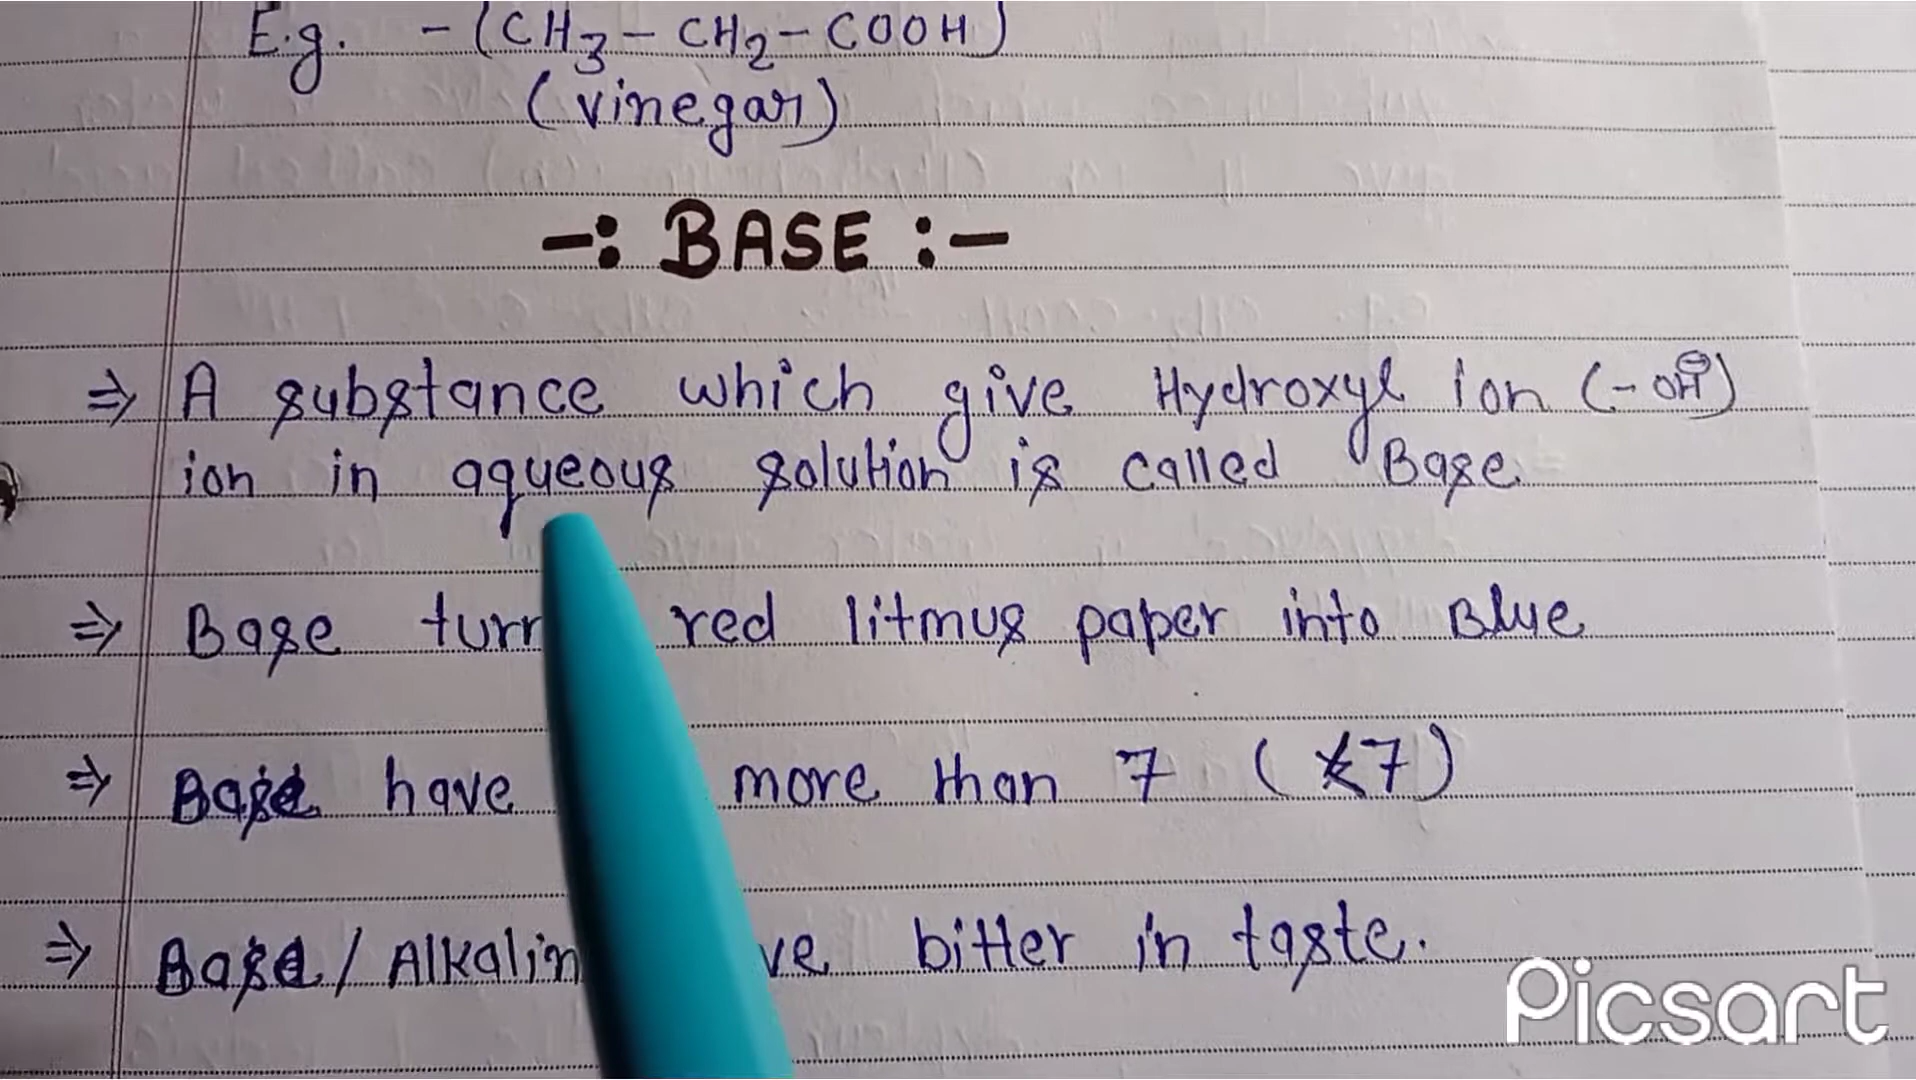 E.g. - (CH3 - CH2 - COOH)
(vinegar)
-: BASE :-
⇒ A substance which give Hydroxyl ion (-OH⊖)
ion in aqueous solution is called Base.
⇒ Base turn red litmus paper into Blue
⇒ Base have more than 7 (<7)
⇒ Base / Alkalin ve bitter in taste.
Picsart